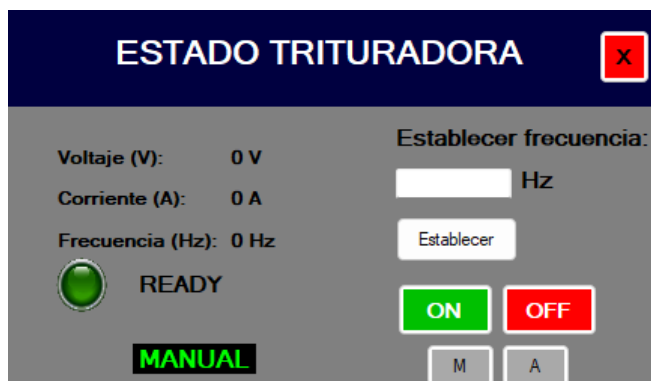 ESTADO TRITURADORA
X
Voltaje (V): 0 V
Corriente (A): 0 A
Frecuencia (Hz): 0 Hz
READY
MANUAL
Establecer frecuencia:
Hz
Establecer
ON OFF
M A